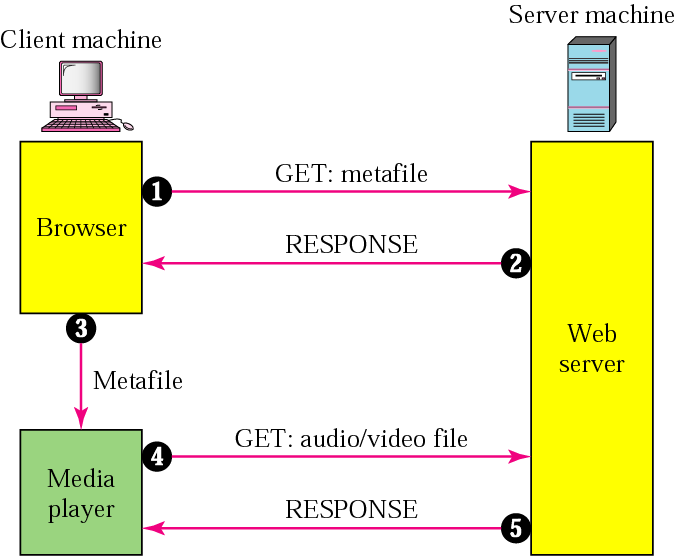 Server machine
Client machine
1
GET: metafile
Browser
RESPONSE
2
3
Web
server
Metafile
4
GET: audio/video file
Media
player
RESPONSE
5